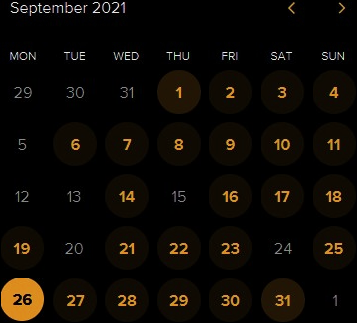 September 2021
MON TUE WED THU FRI SAT SUN
29 30 31 1 2 3 4
5 6 7 8 9 10 11
12 13 14 15 16 17 18
19 20 21 22 23 24 25
26 27 28 29 30 31 1